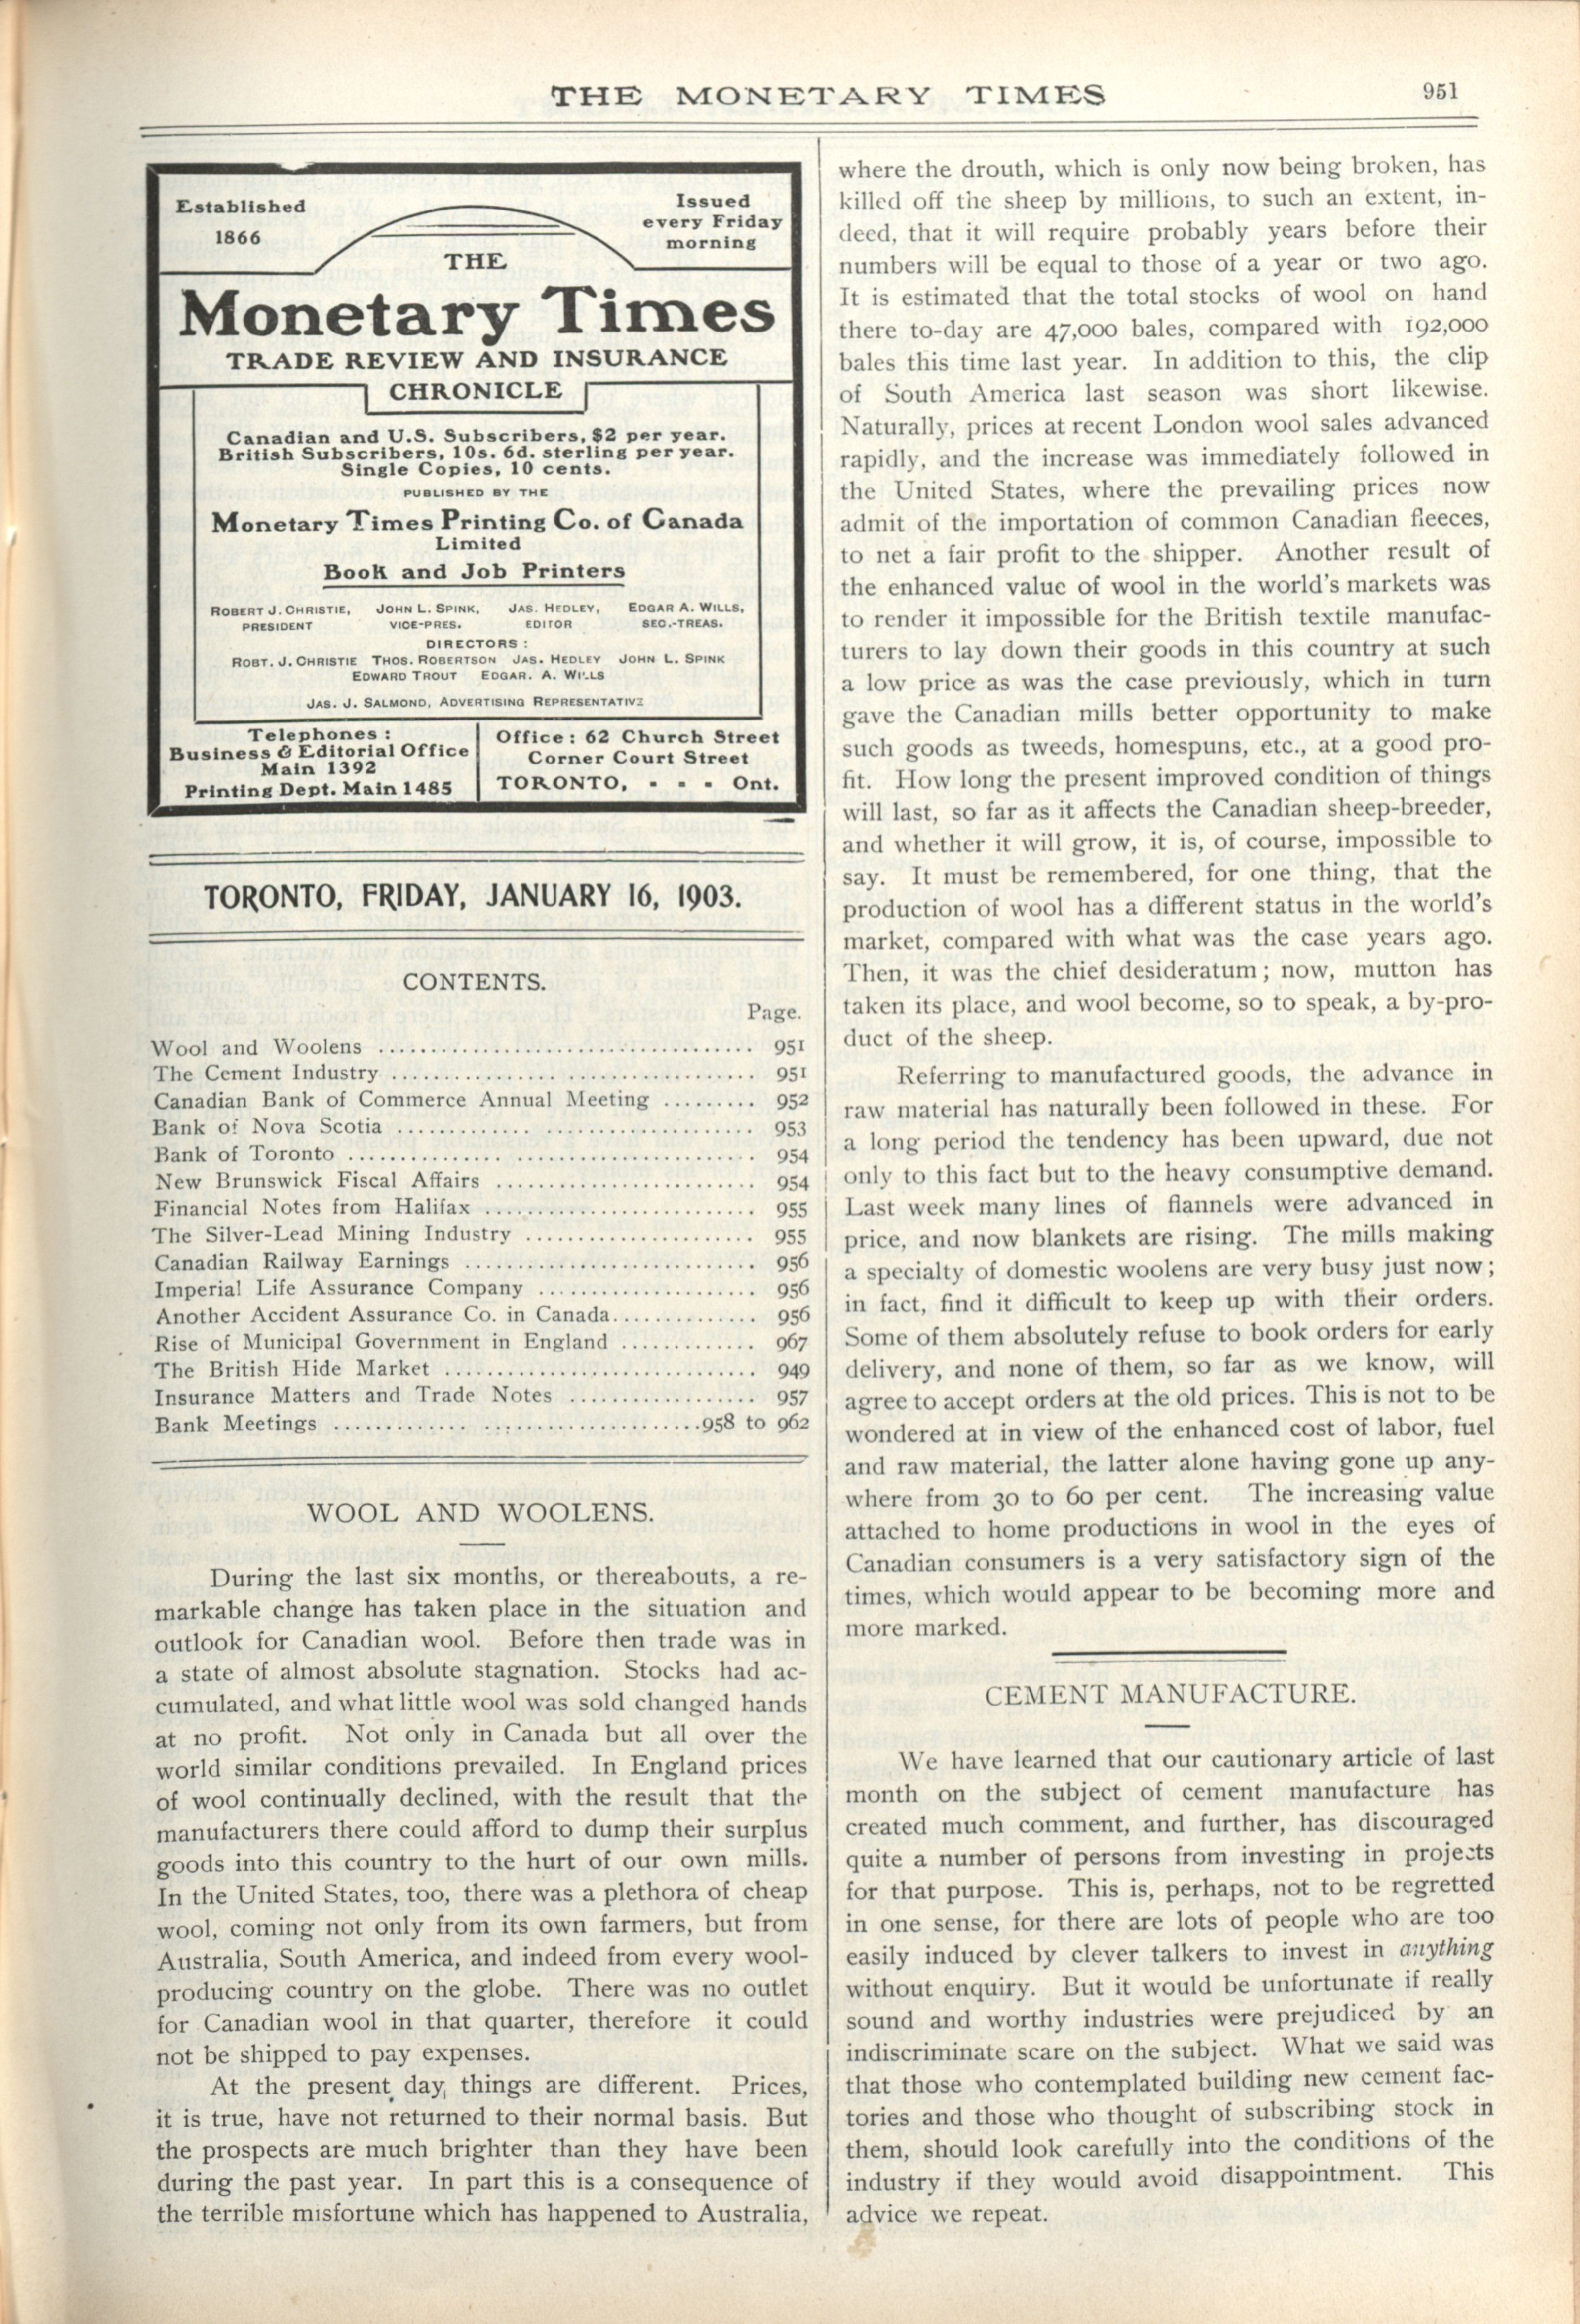 THE MONETARY TIMES
951
Established
1866
Issued
every Friday
morning
THE
Monetary Times
TRADE REVIEW AND INSURANCE
CHRONICLE
Canadian and U.S. Subscribers, $2 per year.
British Subscribers, 10s. 6d. sterling per year.
Single Copies, 10 cents.
PUBLISHED BY THE
Monetary Times Printing Co. of Canada
Limited
Book and Job Printers
ROBERT J. CHRISTIE, JOHN L. SPINK, JAS. HEDLEY, EDGAR A. WILLS,
PRESIDENT VICE-PRES. EDITOR SEC.-TREAS.
DIRECTORS :
ROBT. J. CHRISTIE THOS. ROBERTSON JAS. HEDLEY JOHN L. SPINK
EDWARD TROUT EDGAR. A. WILLS
JAS. J. SALMOND, ADVERTISING REPRESENTATIVE
Telephones :
Business & Editorial Office
Main 1392
Printing Dept. Main 1485
Office : 62 Church Street
Corner Court Street
TORONTO, - - - Ont.
TORONTO, FRIDAY, JANUARY 16, 1903.
CONTENTS.
Page.
Wool and Woolens .................................... 951
The Cement Industry .................................. 951
Canadian Bank of Commerce Annual Meeting ......... 952
Bank of Nova Scotia .................................. 953
Bank of Toronto ...................................... 954
New Brunswick Fiscal Affairs ......................... 954
Financial Notes from Halifax .......................... 955
The Silver-Lead Mining Industry ...................... 955
Canadian Railway Earnings ............................ 956
Imperial Life Assurance Company ..................... 956
Another Accident Assurance Co. in Canada.............. 956
Rise of Municipal Government in England ............. 967
The British Hide Market .............................. 949
Insurance Matters and Trade Notes .................. 957
Bank Meetings ...................................958 to 962
WOOL AND WOOLENS.
During the last six months, or thereabouts, a re-
markable change has taken place in the situation and
outlook for Canadian wool. Before then trade was in
a state of almost absolute stagnation. Stocks had ac-
cumulated, and what little wool was sold changed hands
at no profit. Not only in Canada but all over the
world similar conditions prevailed. In England prices
of wool continually declined, with the result that the
manufacturers there could afford to dump their surplus
goods into this country to the hurt of our own mills.
In the United States, too, there was a plethora of cheap
wool, coming not only from its own farmers, but from
Australia, South America, and indeed from every wool-
producing country on the globe. There was no outlet
for Canadian wool in that quarter, therefore it could
not be shipped to pay expenses.
At the present day, things are different. Prices,
it is true, have not returned to their normal basis. But
the prospects are much brighter than they have been
during the past year. In part this is a consequence of
the terrible misfortune which has happened to Australia,
where the drouth, which is only now being broken, has
killed off the sheep by millions, to such an extent, in-
deed, that it will require probably years before their
numbers will be equal to those of a year or two ago.
It is estimated that the total stocks of wool on hand
there to-day are 47,000 bales, compared with 192,000
bales this time last year. In addition to this, the clip
of South America last season was short likewise.
Naturally, prices at recent London wool sales advanced
rapidly, and the increase was immediately followed in
the United States, where the prevailing prices now
admit of the importation of common Canadian fleeces,
to net a fair profit to the shipper. Another result of
the enhanced value of wool in the world's markets was
to render it impossible for the British textile manufac-
turers to lay down their goods in this country at such
a low price as was the case previously, which in turn
gave the Canadian mills better opportunity to make
such goods as tweeds, homespuns, etc., at a good pro-
fit. How long the present improved condition of things
will last, so far as it affects the Canadian sheep-breeder,
and whether it will grow, it is, of course, impossible to
say. It must be remembered, for one thing, that the
production of wool has a different status in the world's
market, compared with what was the case years ago.
Then, it was the chief desideratum; now, mutton has
taken its place, and wool become, so to speak, a by-pro-
duct of the sheep.
Referring to manufactured goods, the advance in
raw material has naturally been followed in these. For
a long period the tendency has been upward, due not
only to this fact but to the heavy consumptive demand.
Last week many lines of flannels were advanced in
price, and now blankets are rising. The mills making
a specialty of domestic woolens are very busy just now;
in fact, find it difficult to keep up with their orders.
Some of them absolutely refuse to book orders for early
delivery, and none of them, so far as we know, will
agree to accept orders at the old prices. This is not to be
wondered at in view of the enhanced cost of labor, fuel
and raw material, the latter alone having gone up any-
where from 30 to 60 per cent. The increasing value
attached to home productions in wool in the eyes of
Canadian consumers is a very satisfactory sign of the
times, which would appear to be becoming more and
more marked.
CEMENT MANUFACTURE.
We have learned that our cautionary article of last
month on the subject of cement manufacture has
created much comment, and further, has discouraged
quite a number of persons from investing in projects
for that purpose. This is, perhaps, not to be regretted
in one sense, for there are lots of people who are too
easily induced by clever talkers to invest in anything
without enquiry. But it would be unfortunate if really
sound and worthy industries were prejudiced by an
indiscriminate scare on the subject. What we said was
that those who contemplated building new cement fac-
tories and those who thought of subscribing stock in
them, should look carefully into the conditions of the
industry if they would avoid disappointment. This
advice we repeat.